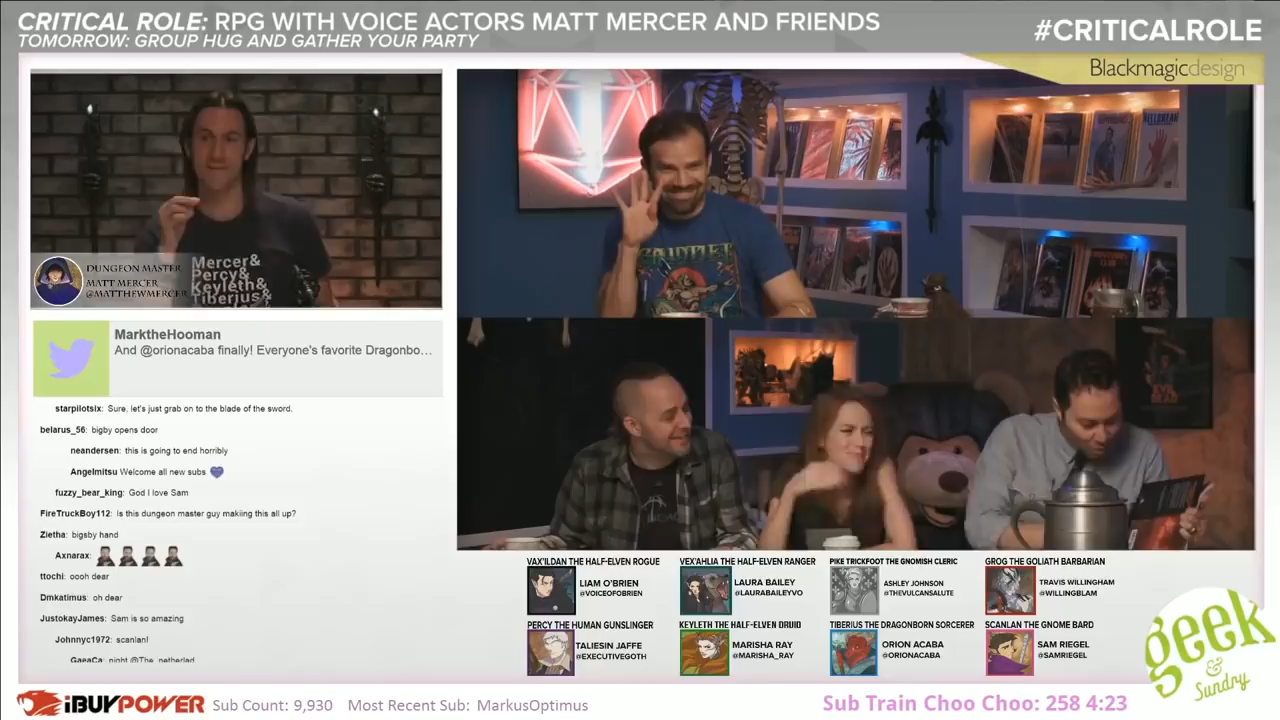 CRITICAL ROLE: RPG WITH VOICE ACTORS MATT MERCER AND FRIENDS
TOMORROW: GROUP HUG AND GATHER YOUR PARTY
#CRITICALROLE
Blackmagicdesign
Mercer&
Percy&
Keyleth&
Tiberius&
DUNGEON MASTER
MATT MERCER
@MATTHEWMERCER
GAUNTLET
MarktheHooman
And @orionacaba finally! Everyone's favorite Dragonbo…
starpilotsix: Sure, let's just grab on to the blade of the sword.
belarus_56: bigby opens door
neandersen: this is going to end horribly
Angelmitsu Welcome all new subs
fuzzy_bear_king: God I love Sam
FireTruckBoy112: Is this dungeon master guy makiing this all up?
Zietha: bigsby hand
Axnarax:
ttochi: oooh dear
Dmkatimus: oh dear
JustokayJames: Sam is so amazing
Johnnyc1972: scanlan!
GaeaCa: night @The_netherlad
VAX'ILDAN THE HALF-ELVEN ROGUE
LIAM O'BRIEN
@VOICEOFOBRIEN
VEX'AHLIA THE HALF-ELVEN RANGER
LAURA BAILEY
@LAURABAILEYVO
PIKE TRICKFOOT THE GNOMISH CLERIC
ASHLEY JOHNSON
@THEVULCANSALUTE
GROG THE GOLIATH BARBARIAN
TRAVIS WILLINGHAM
@WILLINGBLAM
PERCY THE HUMAN GUNSLINGER
TALIESIN JAFFE
@EXECUTIVEGOTH
KEYLETH THE HALF-ELVEN DRUID
MARISHA RAY
@MARISHA_RAY
TIBERIUS THE DRAGONBORN SORCERER
ORION ACABA
@ORIONACABA
SCANLAN THE GNOME BARD
SAM RIEGEL
@SAMRIEGEL
geek
& Sundry
iBUYPOWER
Sub Count: 9,930 Most Recent Sub: MarkusOptimus
Sub Train Choo Choo: 258 4:23